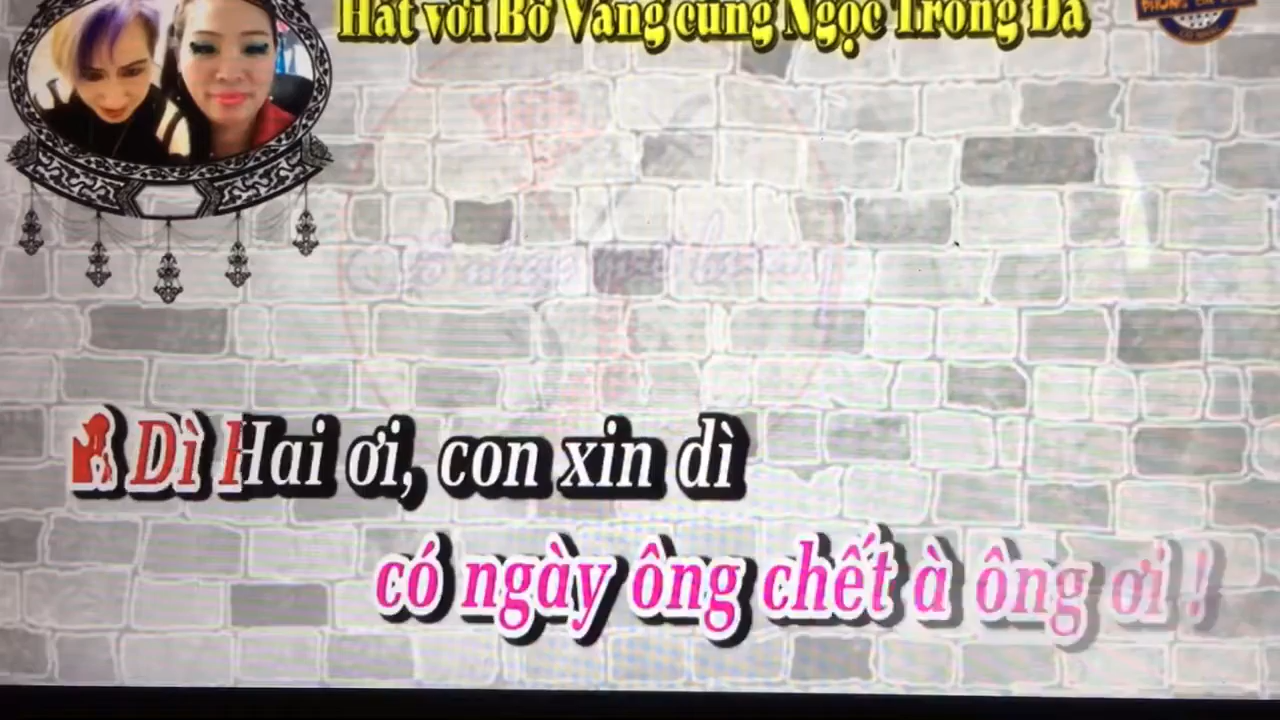 Hát với Bờ Vàng cùng Ngọc Trong Đá
Dì Hai ơi, con xin dì
có ngày ông chết à ông ơi !